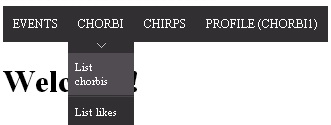 EVENTS CHORBI CHIRPS PROFILE (CHORBI1)
List
chorbis
List likes